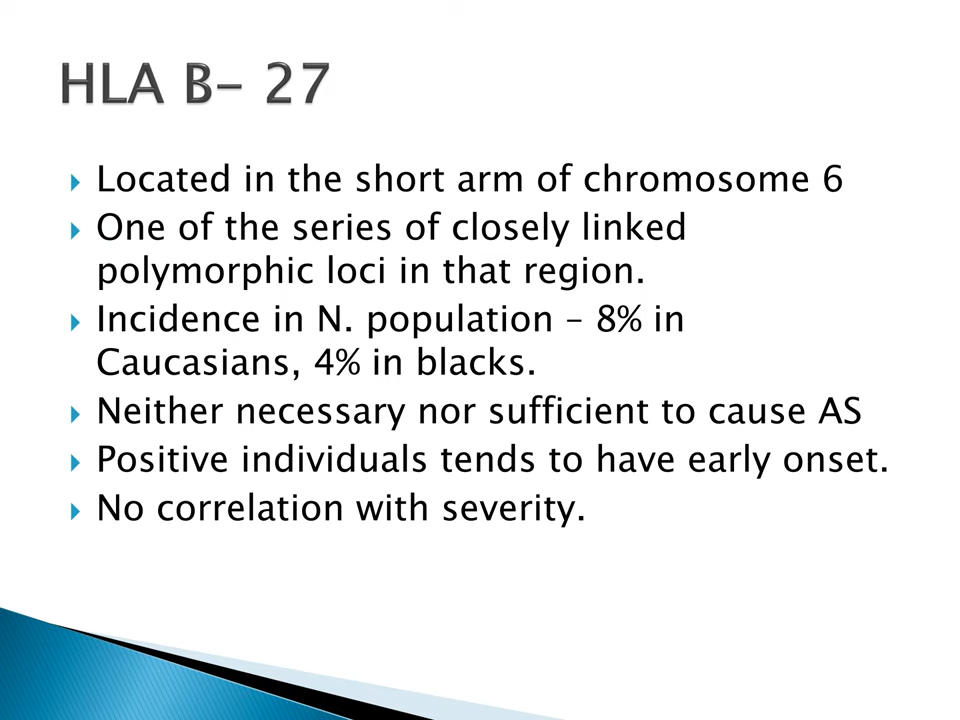 HLA B- 27
Located in the short arm of chromosome 6
One of the series of closely linked
polymorphic loci in that region.
Incidence in N. population – 8% in
Caucasians, 4% in blacks.
Neither necessary nor sufficient to cause AS
Positive individuals tends to have early onset.
No correlation with severity.